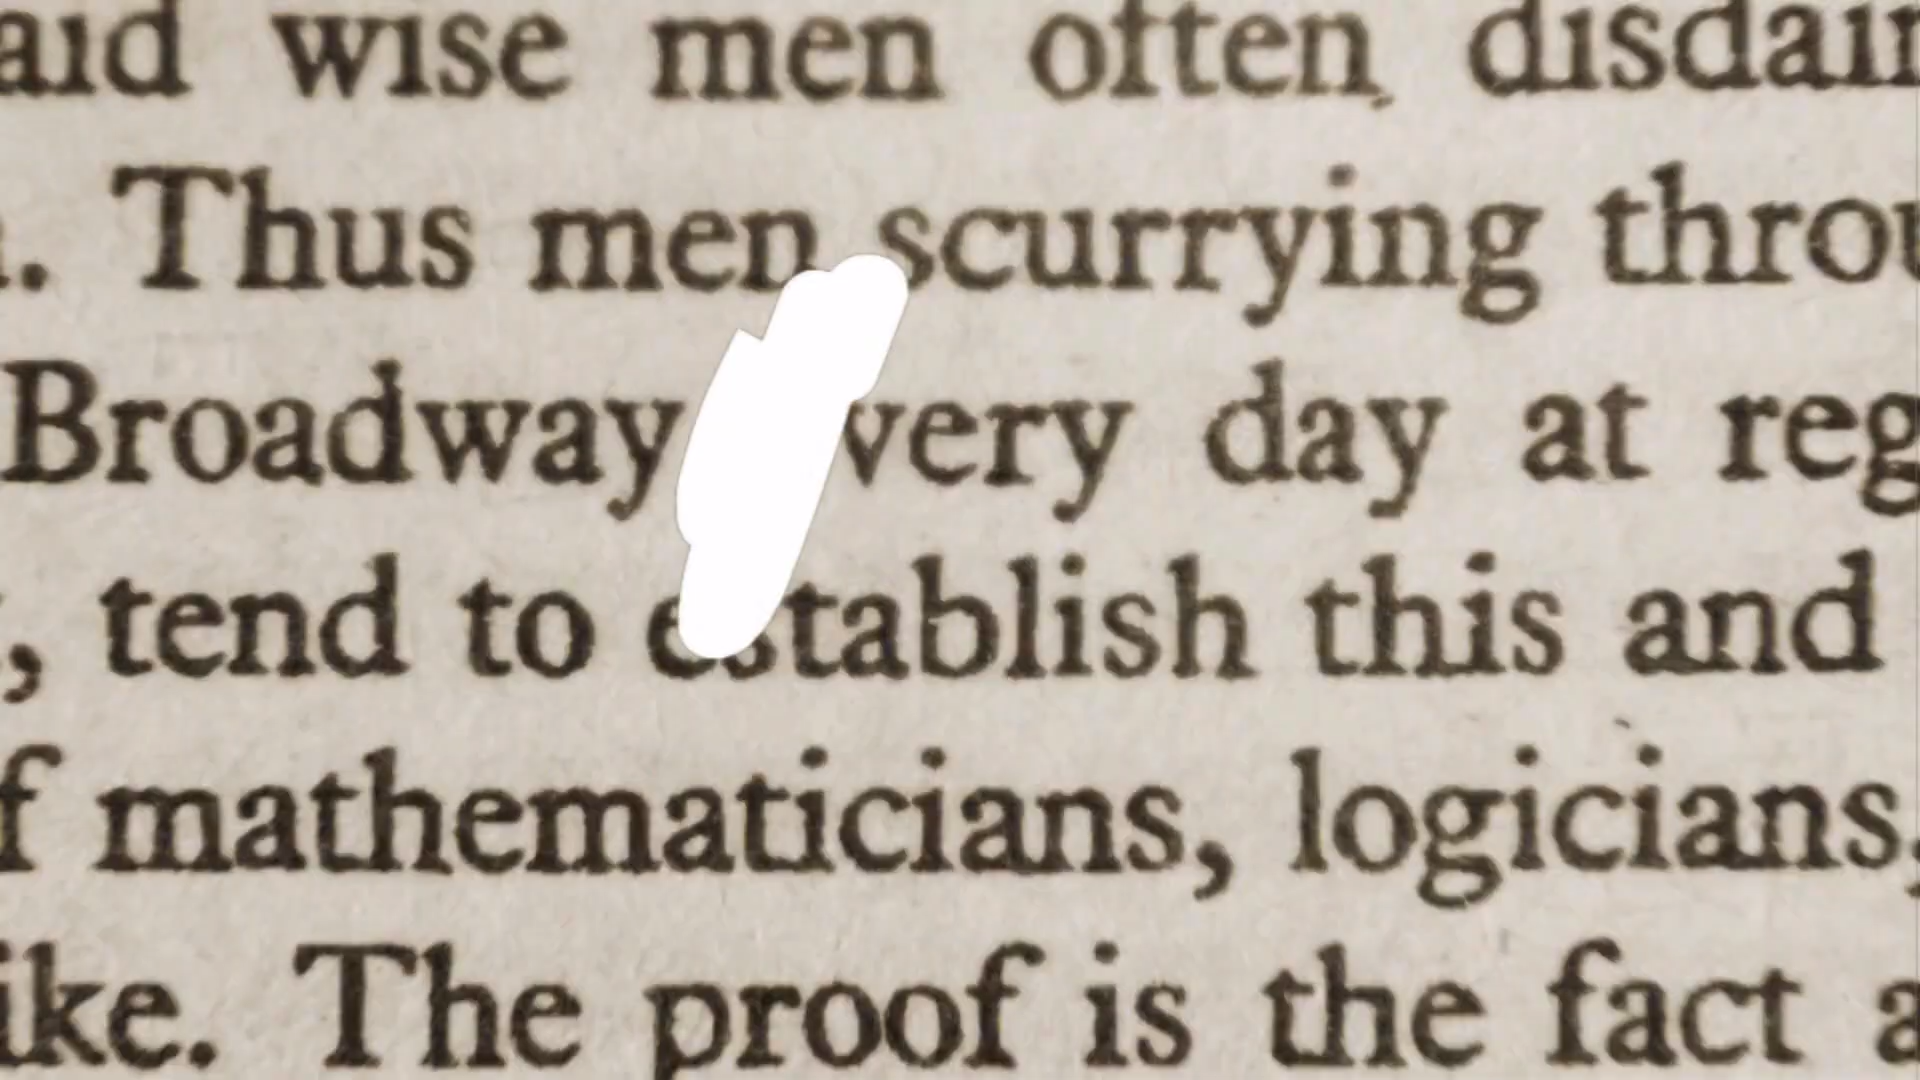 aid wise men often disdain
. Thus men scurrying throu
Broadway very day at reg
, tend to establish this and
f mathematicians, logicians,
ike. The proof is the fact a